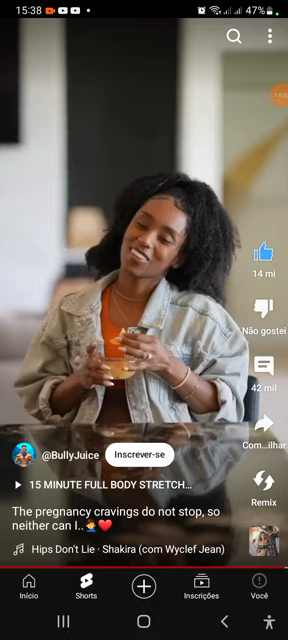 15:38
47%
14 mi
Não gostei
42 mil
Com...ilhar
@BullyJuice
Inscrever-se
15 MINUTE FULL BODY STRETCH...
Remix
The pregnancy cravings do not stop, so
neither can I..🤦‍♂️❤️
Hips Don't Lie · Shakira (com Wyclef Jean)
Início
Shorts
Inscrições
Você